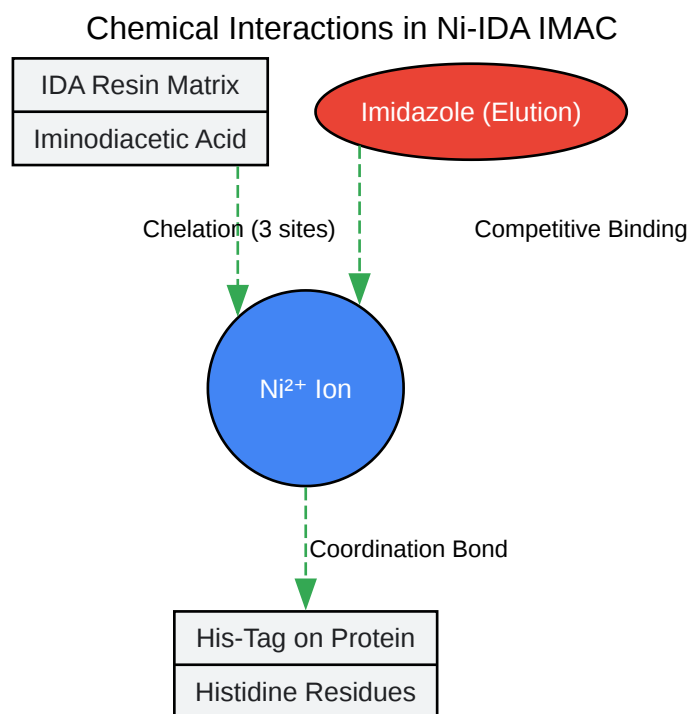 Chemical Interactions in Ni-IDA IMAC
IDA Resin Matrix
Iminodiacetic Acid
Imidazole (Elution)
Chelation (3 sites)
Competitive Binding
Ni²⁺ Ion
Coordination Bond
His-Tag on Protein
Histidine Residues